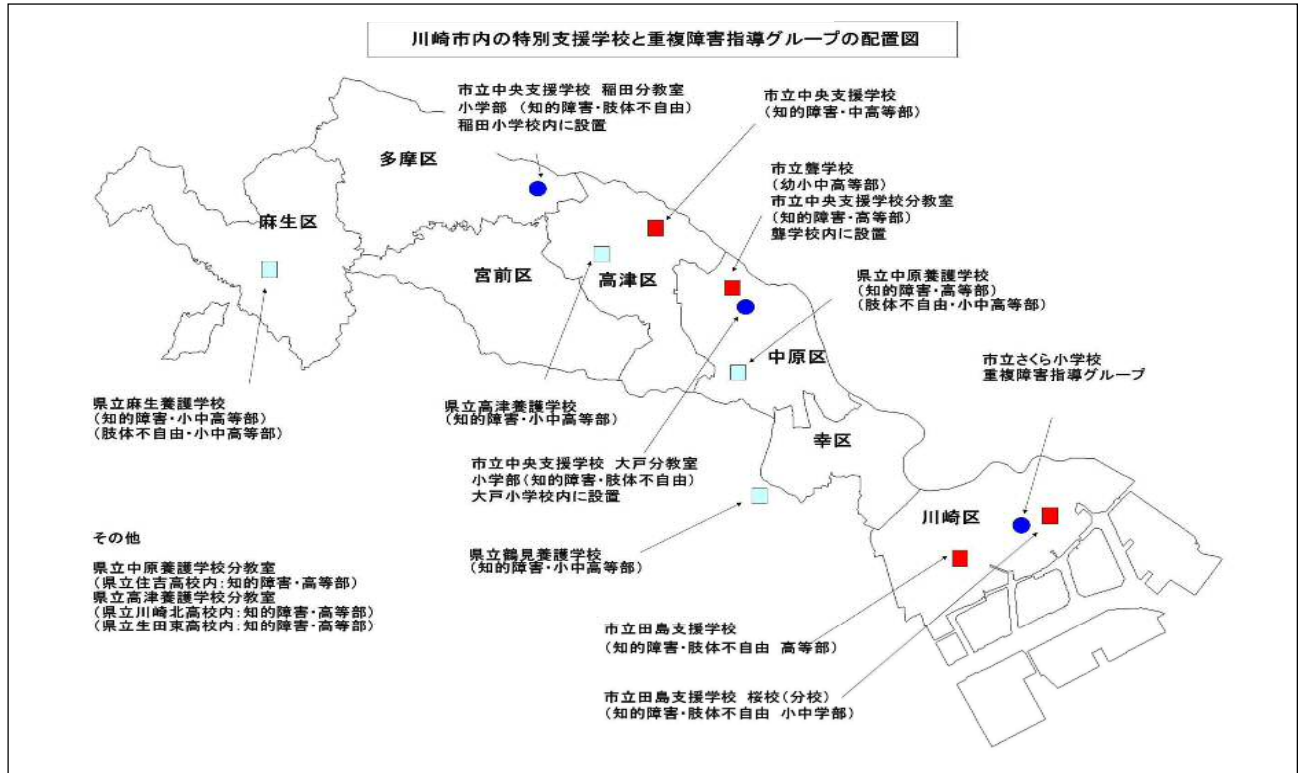 川崎市内の特別支援学校と重複障害指導グループの配置図
市立中央支援学校 稲田分教室
小学部 (知的障害・肢体不自由)
稲田小学校内に設置
市立中央支援学校
(知的障害・中高等部)
多摩区
市立聾学校
(幼小中高等部)
市立中央支援学校分教室
(知的障害・高等部)
聾学校内に設置
麻生区
宮前区
高津区
県立中原養護学校
(知的障害・高等部)
(肢体不自由・小中高等部)
中原区
市立さくら小学校
重複障害指導グループ
県立麻生養護学校
(知的障害・小中高等部)
(肢体不自由・小中高等部)
県立高津養護学校
(知的障害・小中高等部)
幸区
市立中央支援学校 大戸分教室
小学部(知的障害・肢体不自由)
大戸小学校内に設置
川崎区
その他
県立中原養護学校分教室
(県立住吉高校内:知的障害・高等部)
県立高津養護学校分教室
(県立川崎北高校内:知的障害・高等部)
(県立生田東高校内:知的障害・高等部)
県立鶴見養護学校
(知的障害・小中高等部)
市立田島支援学校
(知的障害・肢体不自由 高等部)
市立田島支援学校 桜校(分校)
(知的障害・肢体不自由 小中学部)